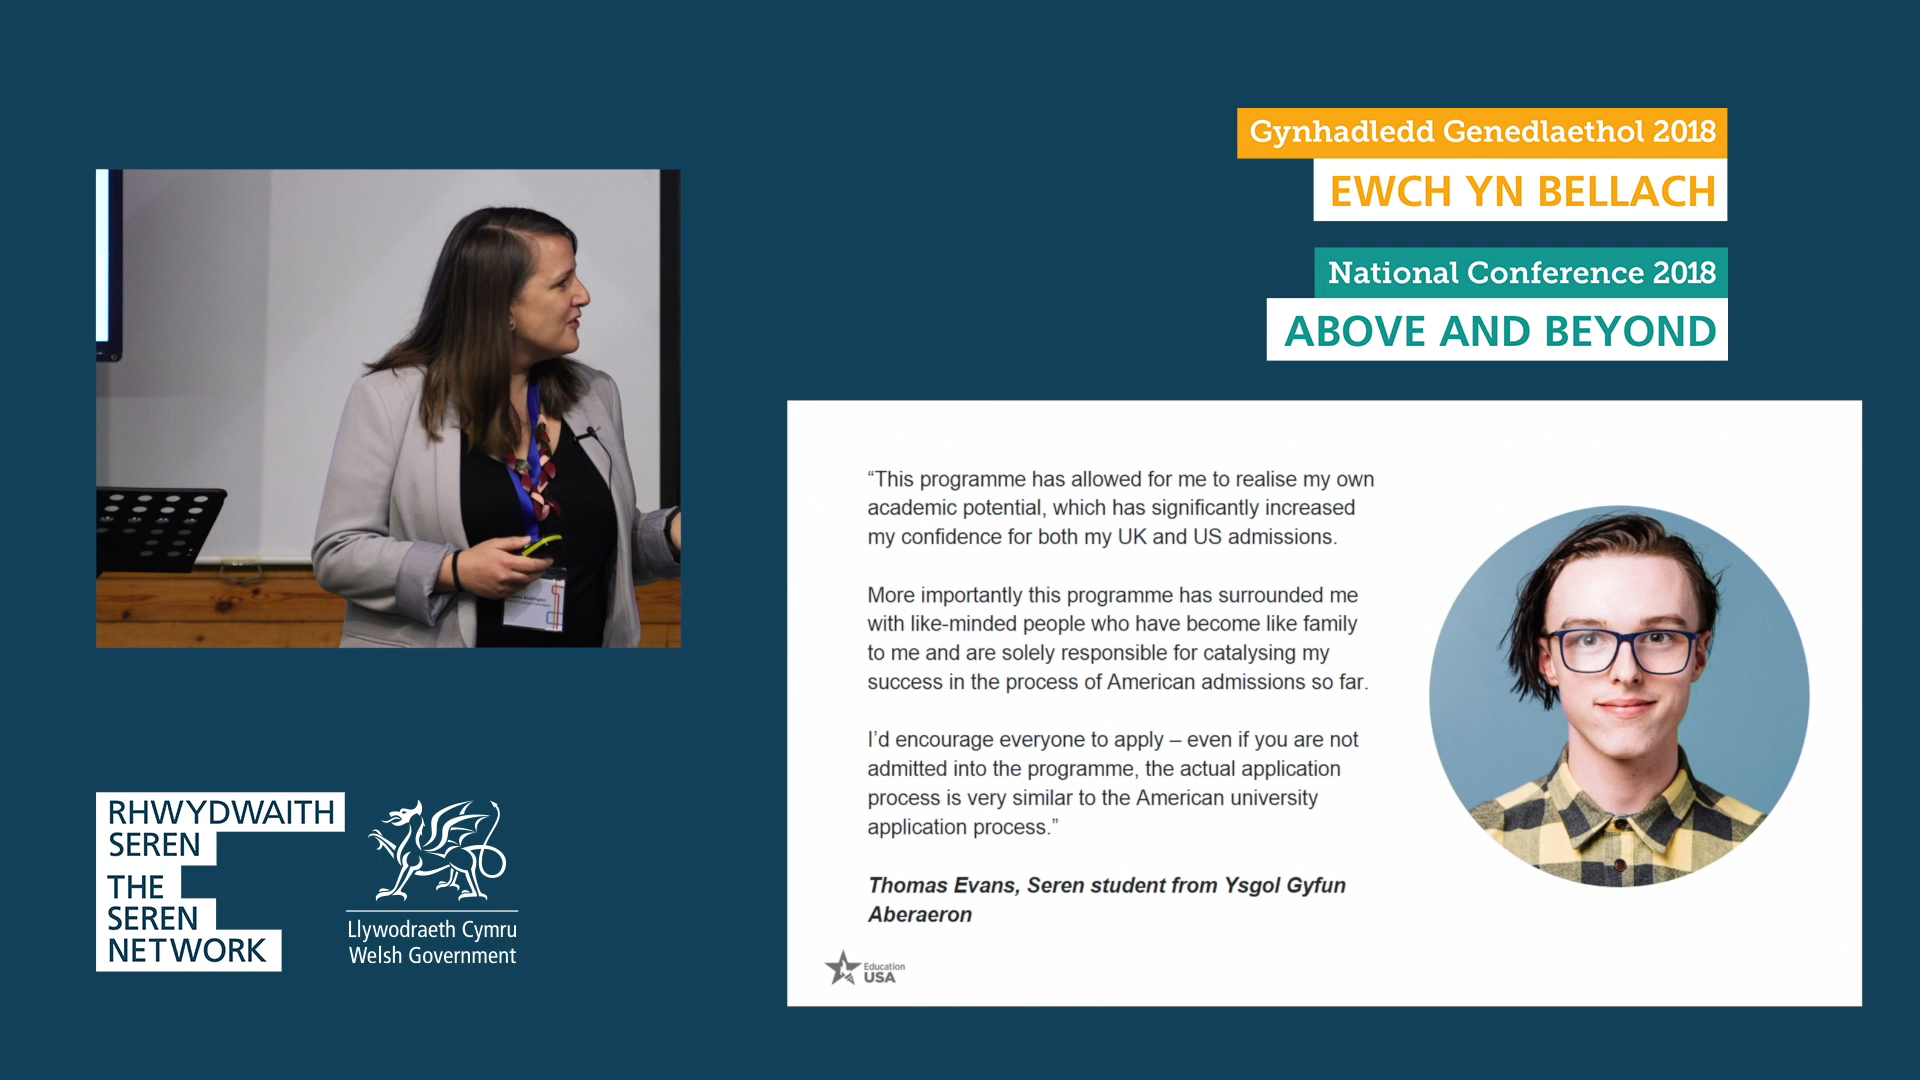 Gynhadledd Genedlaethol 2018
EWCH YN BELLACH
National Conference 2018
ABOVE AND BEYOND
“This programme has allowed for me to realise my own
academic potential, which has significantly increased
my confidence for both my UK and US admissions.
More importantly this programme has surrounded me
with like-minded people who have become like family
to me and are solely responsible for catalysing my
success in the process of American admissions so far.
I’d encourage everyone to apply – even if you are not
admitted into the programme, the actual application
process is very similar to the American university
application process.”
Thomas Evans, Seren student from Ysgol Gyfun
Aberaeron
Education
USA
RHWYDWAITH
SEREN
THE
SEREN
NETWORK
Llywodraeth Cymru
Welsh Government